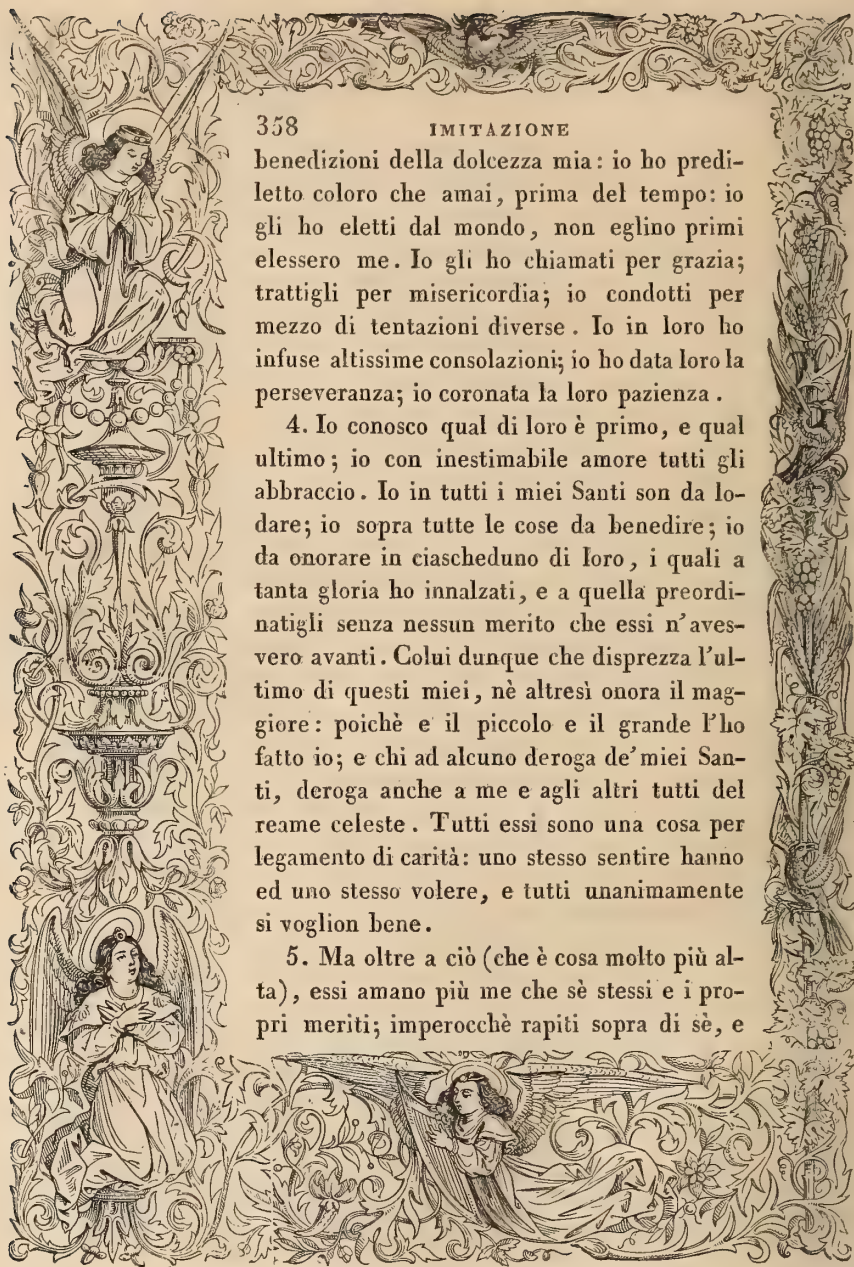 358 IMITAZIONE
benedizioni della dolcezza mia: io ho predi-
letto coloro che amai, prima del tempo: io
gli ho eletti dal mondo, non eglino primi
elessero me. Io gli ho chiamati per grazia;
trattigli per misericordia; io condotti per
mezzo di tentazioni diverse. Io in loro ho
infuse altissime consolazioni; io ho data loro la
perseveranza; io coronata la loro pazienza.
4. Io conosco qual di loro è primo, e qual
ultimo; io con inestimabile amore tutti gli
abbraccio. Io in tutti i miei Santi son da lo-
dare; io sopra tutte le cose da benedire; io
da onorare in ciascheduno di loro, i quali a
tanta gloria ho innalzati, e a quella preordi-
natigli senza nessun merito che essi n'aves-
vero avanti. Colui dunque che disprezza l'ul-
timo di questi miei, nè altresì onora il mag-
giore: poichè e il piccolo e il grande l'ho
fatto io; e chi ad alcuno deroga de'miei San-
ti, deroga anche a me e agli altri tutti del
reame celeste. Tutti essi sono una cosa per
legamento di carità: uno stesso sentire hanno
ed uno stesso volere, e tutti unanimamente
si voglion bene.
5. Ma oltre a ciò (che è cosa molto più al-
ta), essi amano più me che sè stessi e i pro-
pri meriti; imperocchè rapiti sopra di sè, e